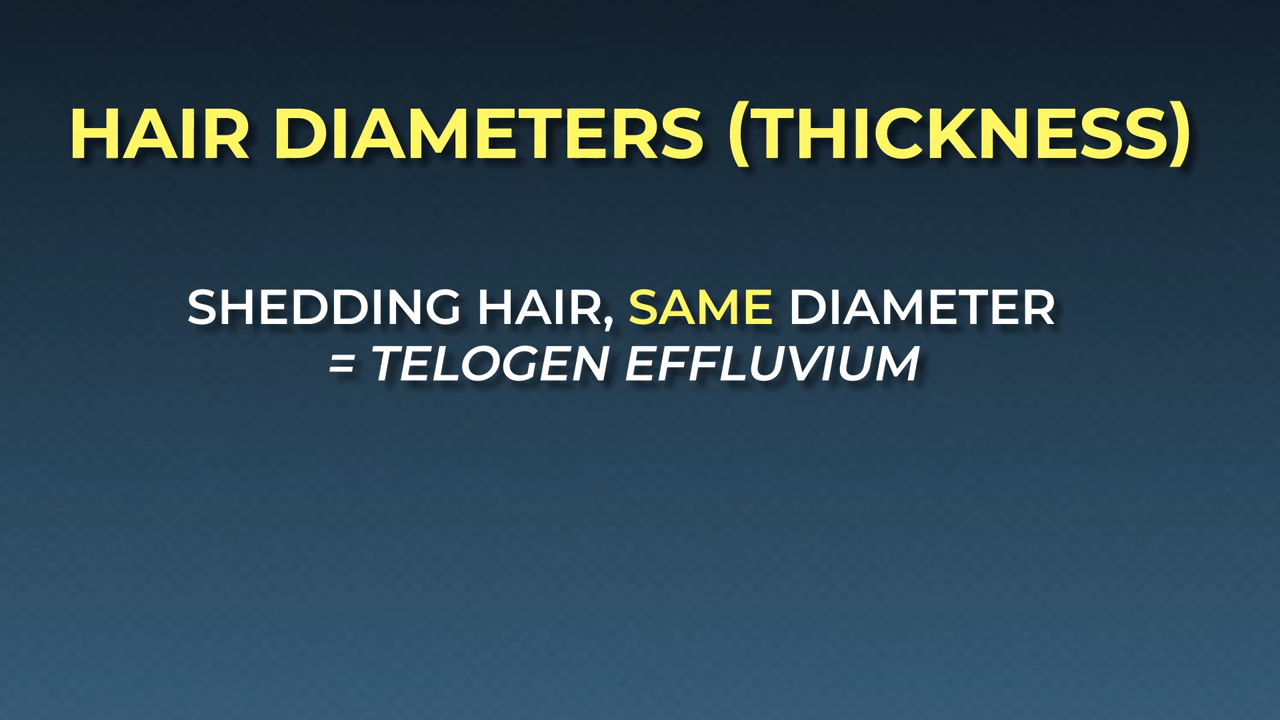 HAIR DIAMETERS (THICKNESS)
SHEDDING HAIR, SAME DIAMETER
= TELOGEN EFFLUVIUM